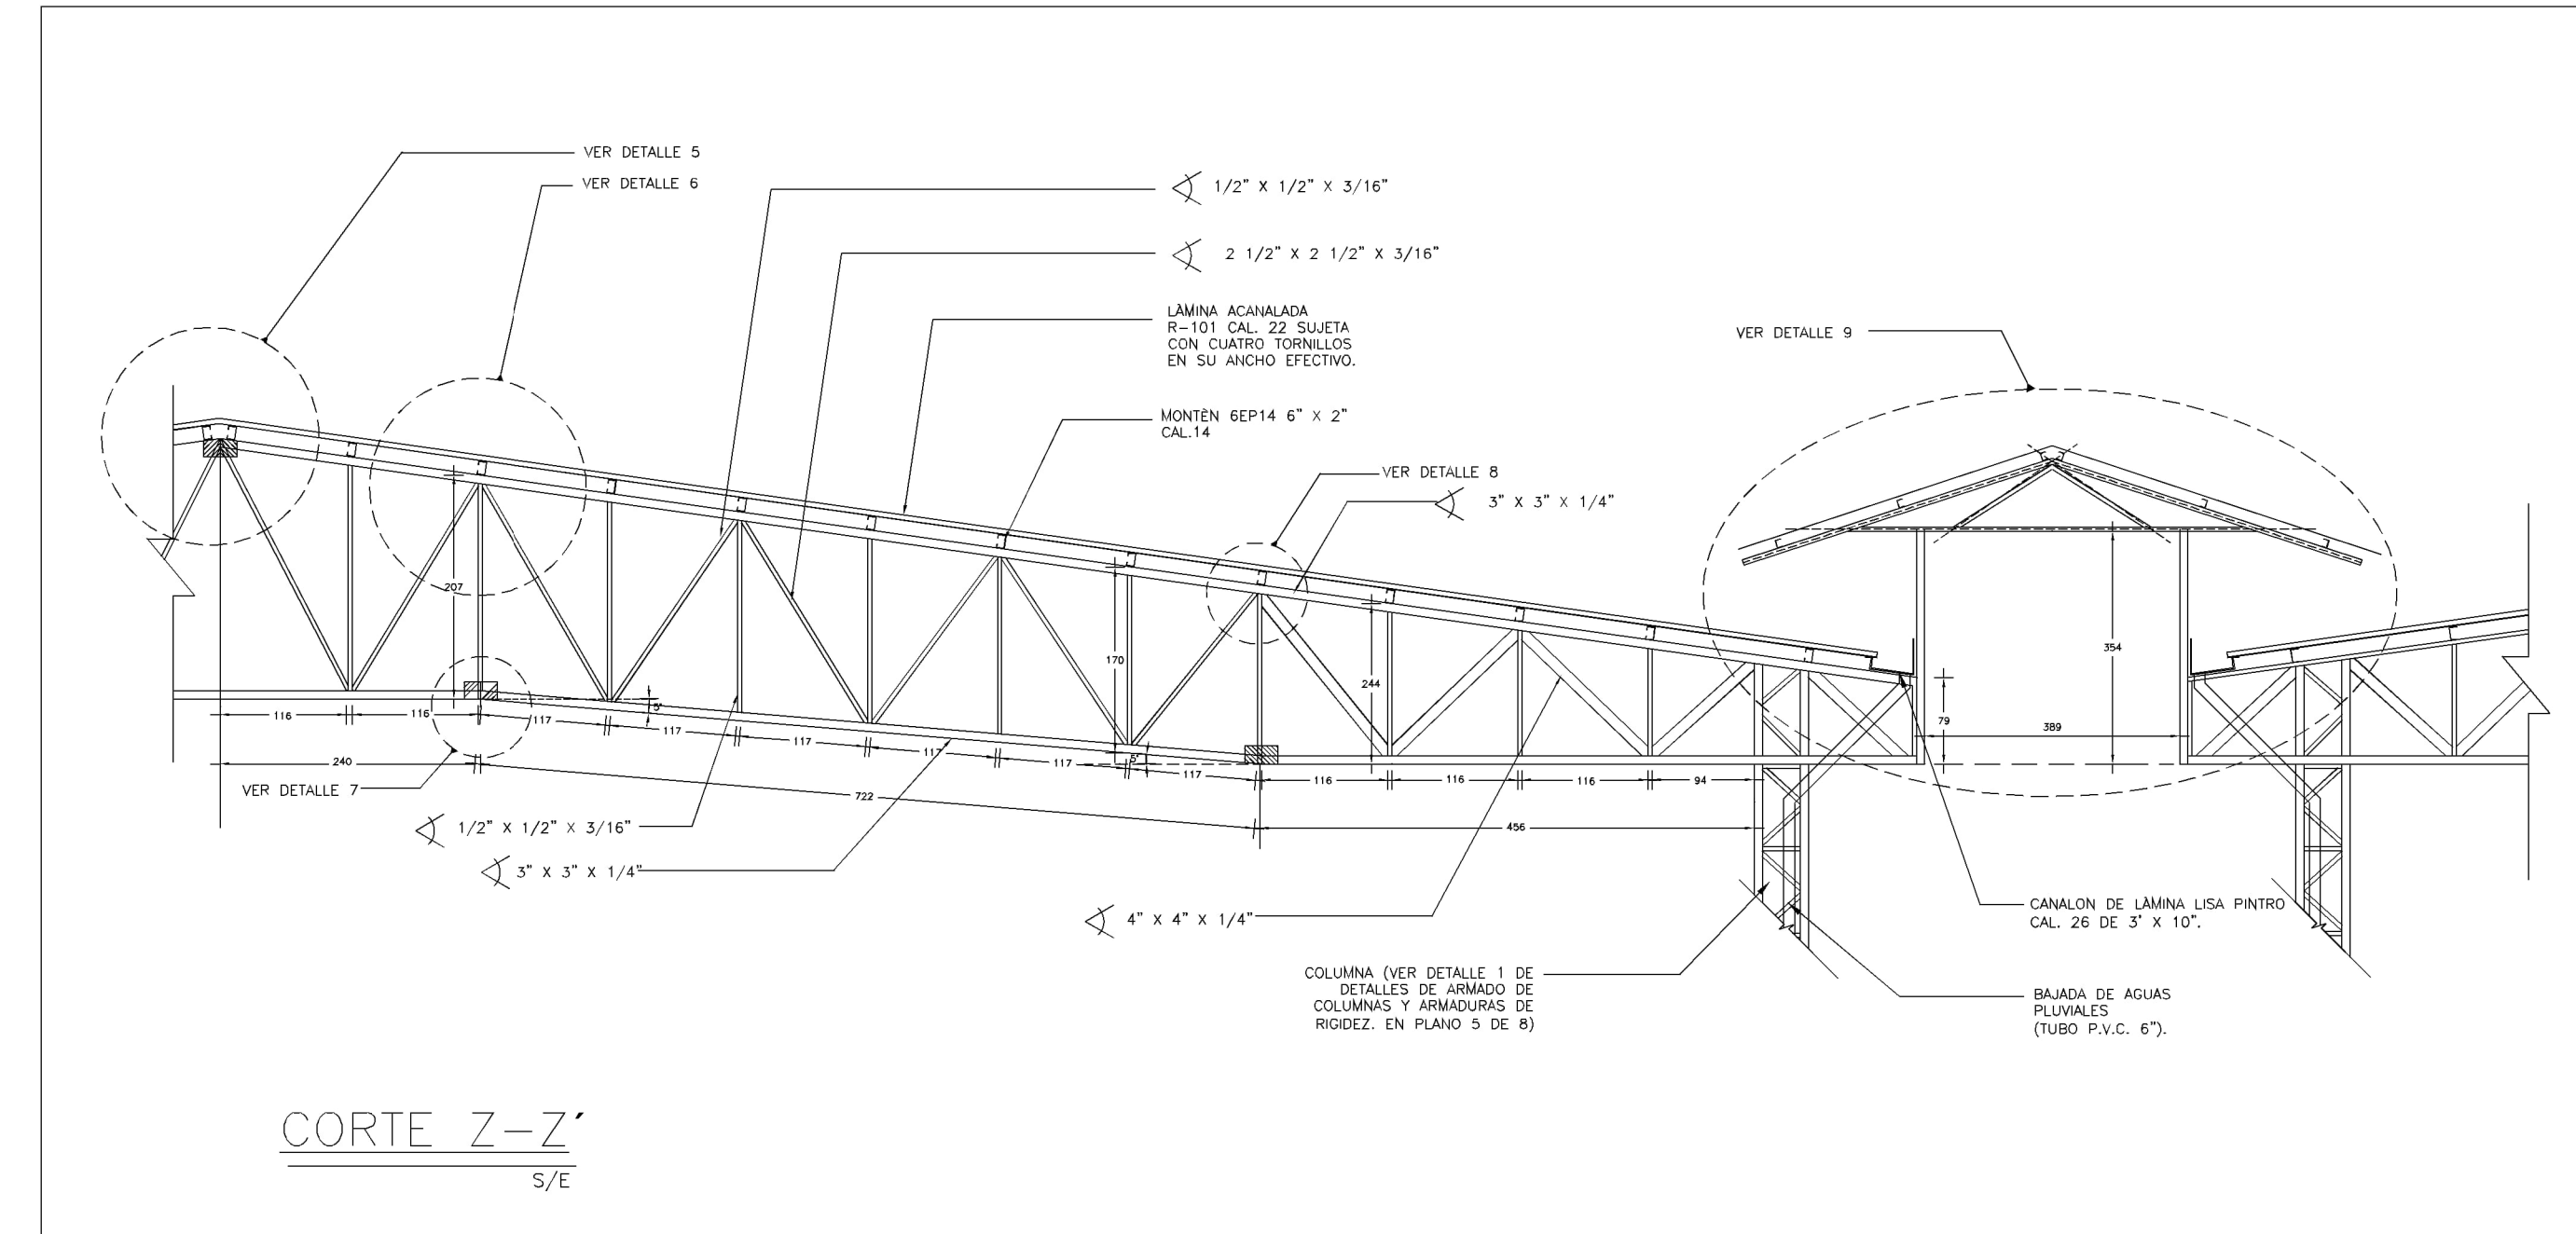 VER DETALLE 5
VER DETALLE 6
1/2" X 1/2" X 3/16"
2 1/2" X 2 1/2" X 3/16"
LÀMINA ACANALADA
R-101 CAL. 22 SUJETA
CON CUATRO TORNILLOS
EN SU ANCHO EFECTIVO.
VER DETALLE 9
MONTÈN 6EP14 6" X 2"
CAL.14
VER DETALLE 8
3" X 3" X 1/4"
207
170
244
354
79
389
5°
5°
116
116
117
117
117
117
117
117
116
116
116
94
240
722
456
VER DETALLE 7
1/2" X 1/2" X 3/16"
3" X 3" X 1/4"
4" X 4" X 1/4"
CANALON DE LÀMINA LISA PINTRO
CAL. 26 DE 3' X 10".
COLUMNA (VER DETALLE 1 DE
DETALLES DE ARMADO DE
COLUMNAS Y ARMADURAS DE
RIGIDEZ. EN PLANO 5 DE 8)
BAJADA DE AGUAS
PLUVIALES
(TUBO P.V.C. 6").
CORTE Z-Z'
S/E